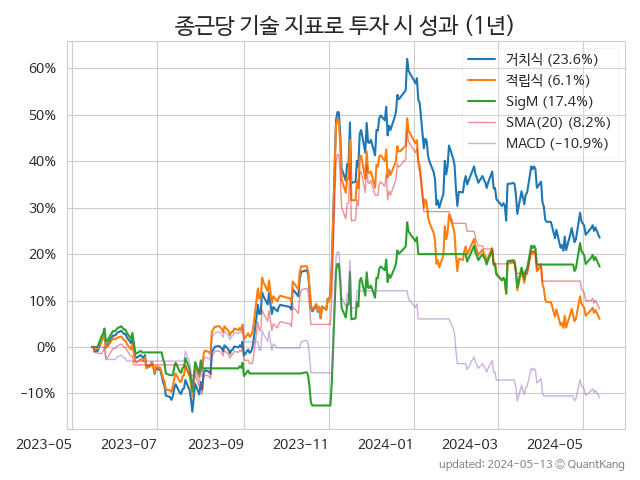 종근당 기술 지표로 투자 시 성과 (1년)
거치식 (23.6%)
적립식 (6.1%)
SigM (17.4%)
SMA(20) (8.2%)
MACD (−10.9%)
60%
50%
40%
30%
20%
10%
0%
−10%
2023-05
2023-07
2023-09
2023-11
2024-01
2024-03
2024-05
updated: 2024-05-13 © QuantKang